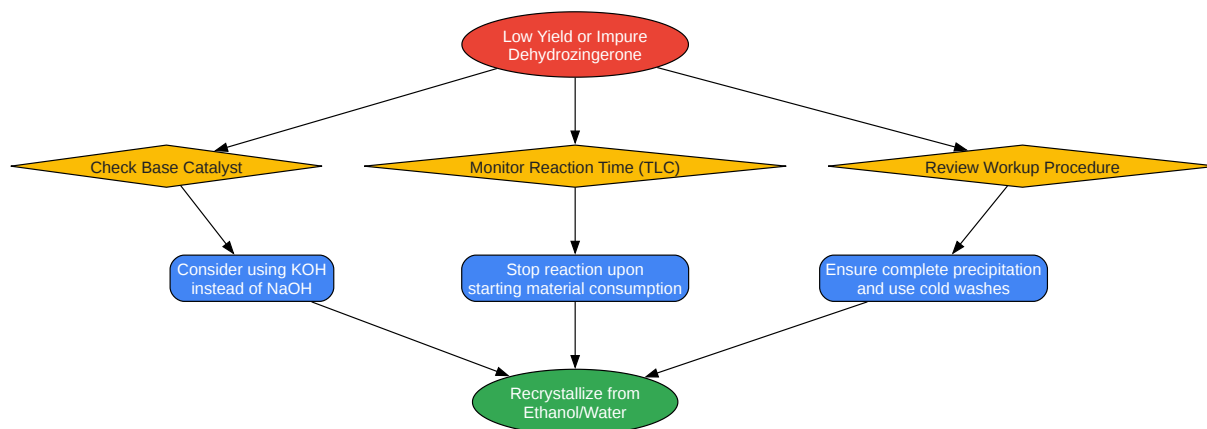 Low Yield or Impure
Dehydrozingerone
Check Base Catalyst
Monitor Reaction Time (TLC)
Review Workup Procedure
Consider using KOH
instead of NaOH
Stop reaction upon
starting material consumption
Ensure complete precipitation
and use cold washes
Recrystallize from
Ethanol/Water